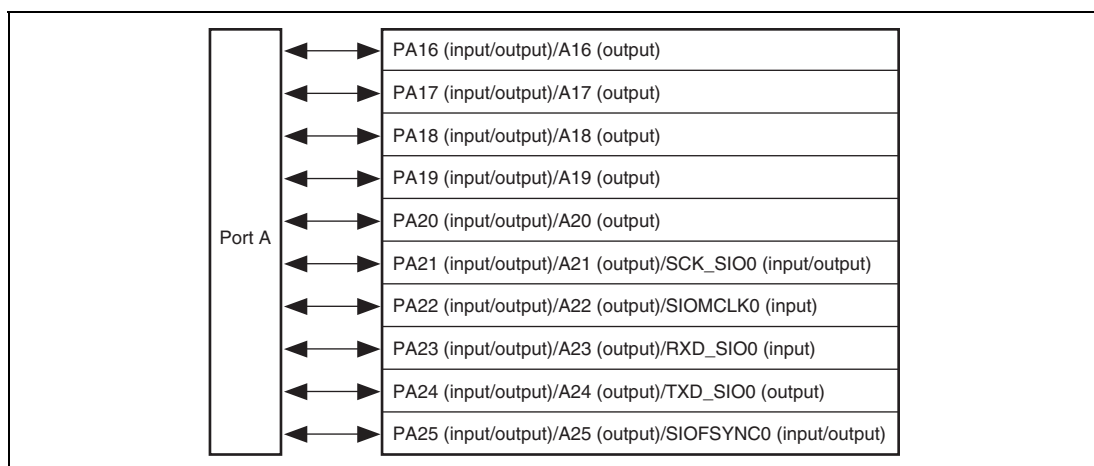 Port A
PA16 (input/output)/A16 (output)
PA17 (input/output)/A17 (output)
PA18 (input/output)/A18 (output)
PA19 (input/output)/A19 (output)
PA20 (input/output)/A20 (output)
PA21 (input/output)/A21 (output)/SCK_SIO0 (input/output)
PA22 (input/output)/A22 (output)/SIOMCLK0 (input)
PA23 (input/output)/A23 (output)/RXD_SIO0 (input)
PA24 (input/output)/A24 (output)/TXD_SIO0 (output)
PA25 (input/output)/A25 (output)/SIOFSYNC0 (input/output)